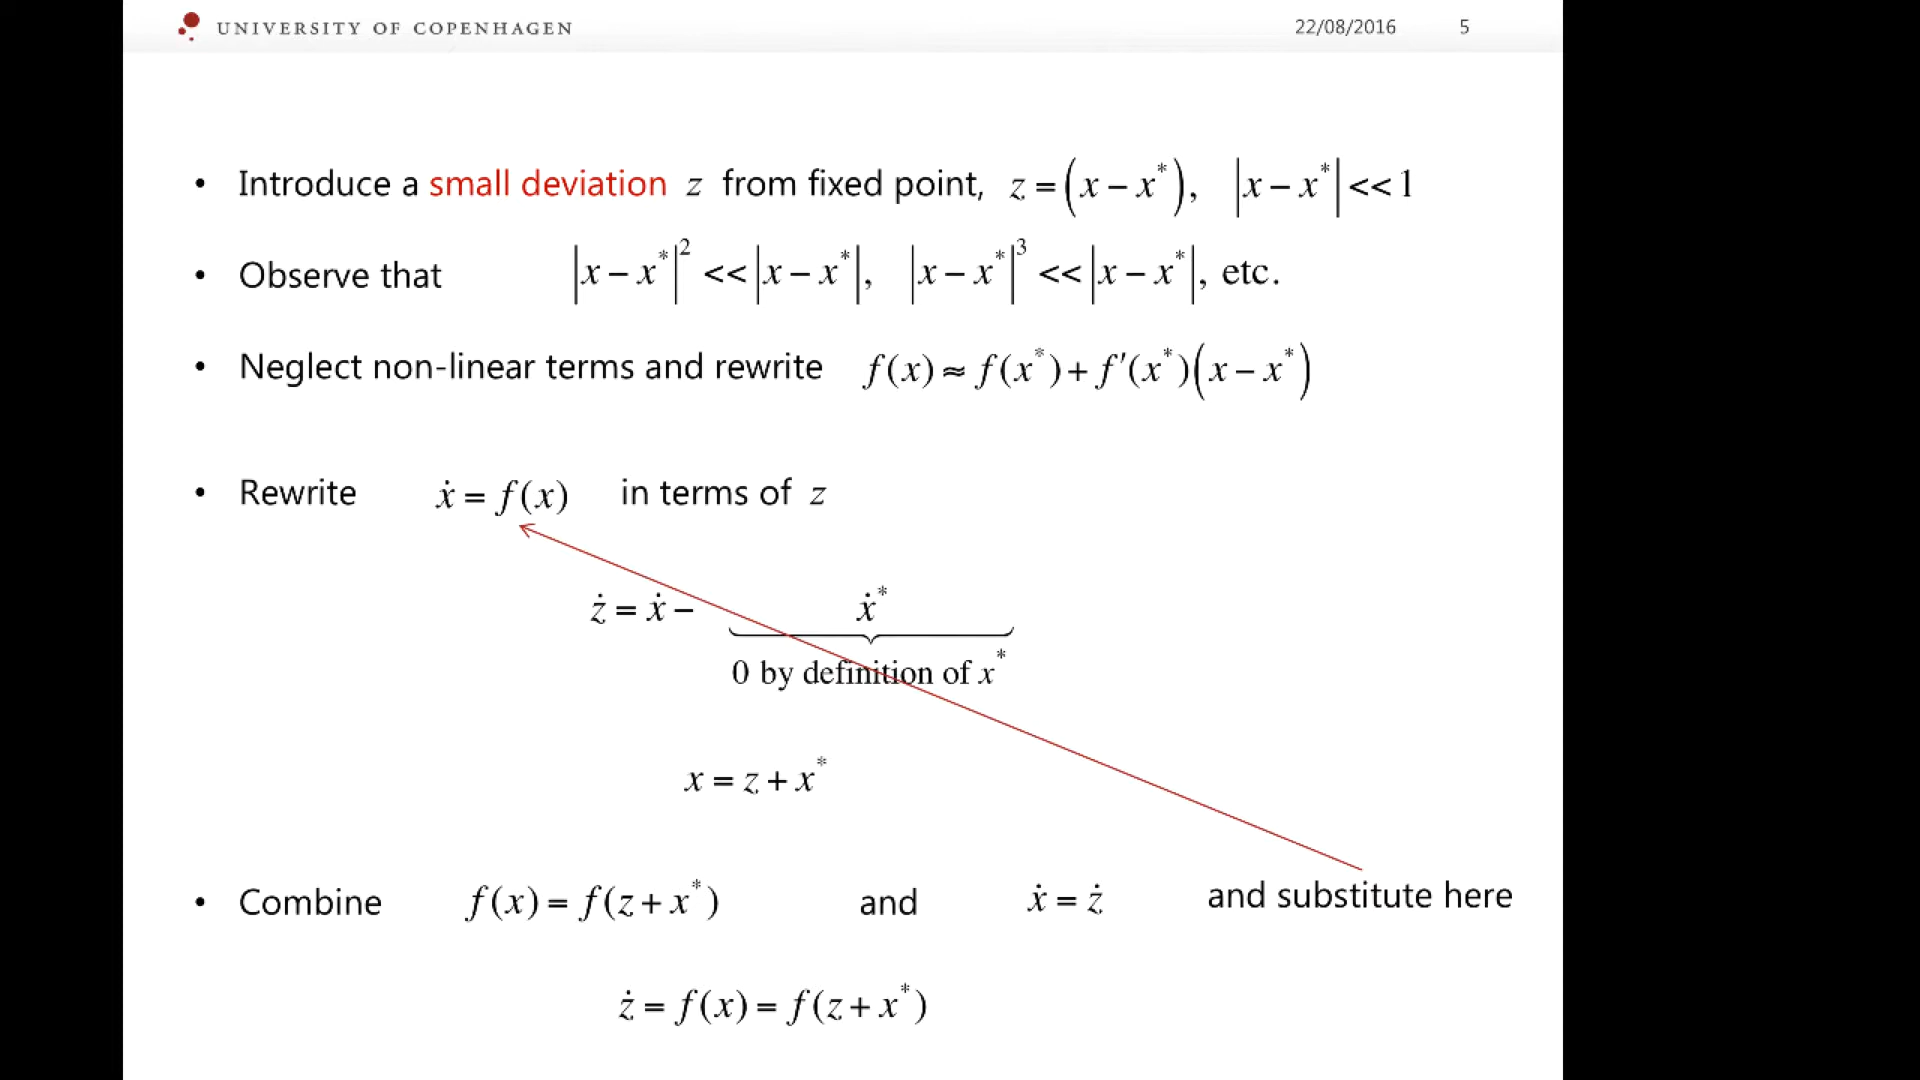 UNIVERSITY OF COPENHAGEN 22/08/2016 5
• Introduce a small deviation z from fixed point, z = (x − x*), |x − x*| << 1
• Observe that |x − x*|² << |x − x*|, |x − x*|³ << |x − x*|, etc.
• Neglect non-linear terms and rewrite f(x) ≈ f(x*) + f′(x*)(x − x*)
• Rewrite ẋ = f(x) in terms of z
ż = ẋ − ẋ*
0 by definition of x*
x = z + x*
• Combine f(x) = f(z + x*) and ẋ = ż and substitute here
ż = f(x) = f(z + x*)